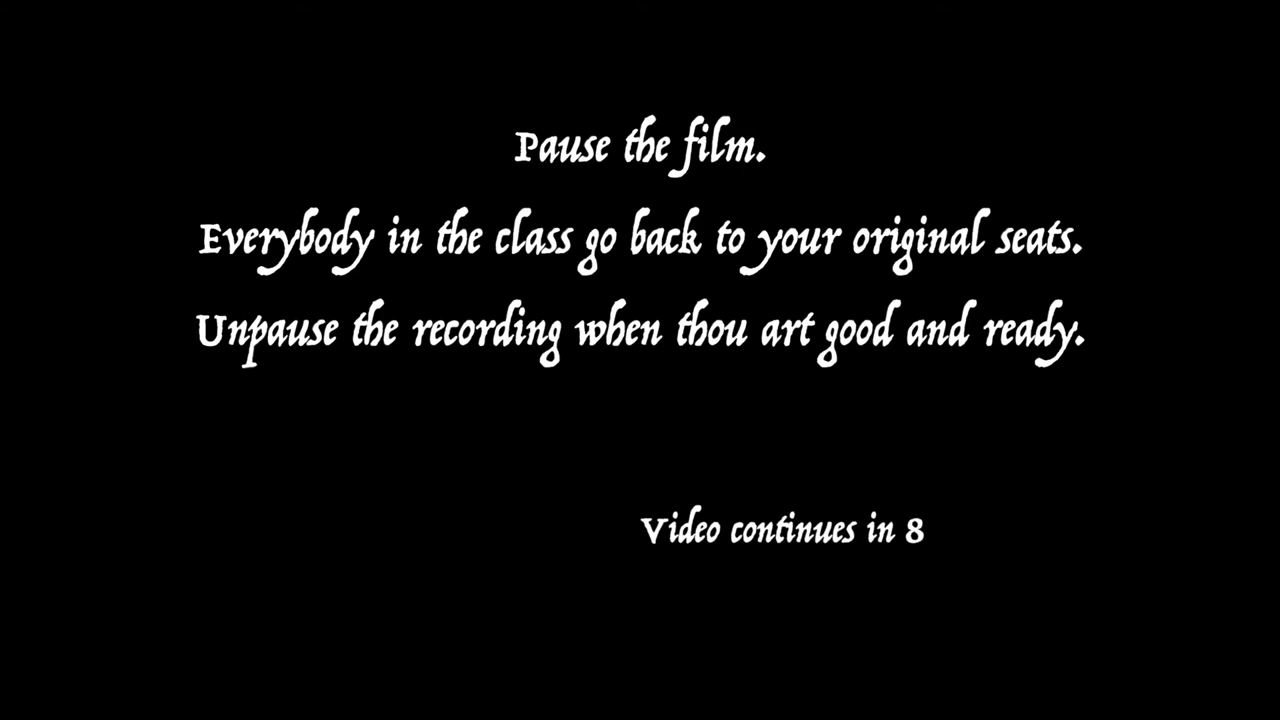 Pause the film.
Everybody in the class go back to your original seats.
Unpause the recording when thou art good and ready.
Video continues in 8